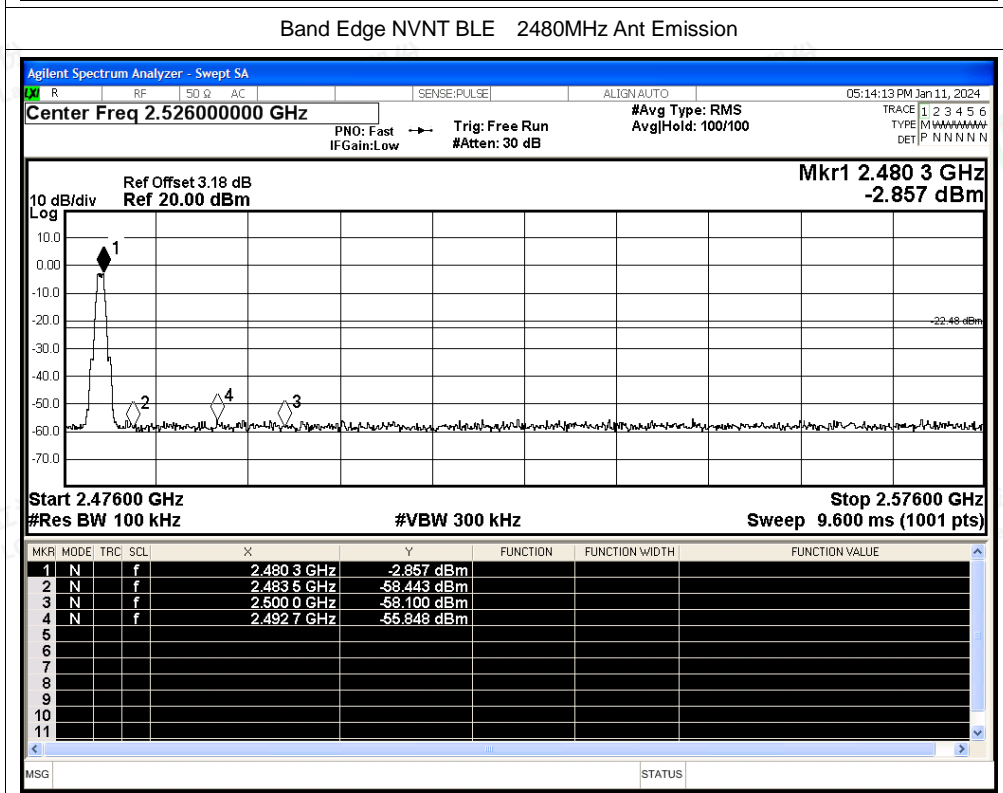 Band Edge NVNT BLE 2480MHz Ant Emission
Agilent Spectrum Analyzer - Swept SA
LXI R RF 50 Ω AC SENSE:PULSE ALIGN AUTO 05:14:13 PM Jan 11, 2024
Center Freq 2.526000000 GHz
PNO: Fast
IFGain:Low
Trig: Free Run
#Atten: 30 dB
#Avg Type: RMS
Avg|Hold: 100/100
TRACE 1 2 3 4 5 6
TYPE M WWWWW
DET P N N N N N
Mkr1 2.480 3 GHz
-2.857 dBm
Ref Offset 3.18 dB
10 dB/div Ref 20.00 dBm
Log
10.0
0.00
-10.0
-20.0
-30.0
-40.0
-50.0
-60.0
-70.0
1
2
4
3
-22.48 dBm
Start 2.47600 GHz Stop 2.57600 GHz
#Res BW 100 kHz #VBW 300 kHz Sweep 9.600 ms (1001 pts)
MKR MODE TRC SCL X Y FUNCTION FUNCTION WIDTH FUNCTION VALUE
1 N f 2.480 3 GHz -2.857 dBm
2 N f 2.483 5 GHz -58.443 dBm
3 N f 2.500 0 GHz -58.100 dBm
4 N f 2.492 7 GHz -55.848 dBm
5
6
7
8
9
10
11
MSG STATUS